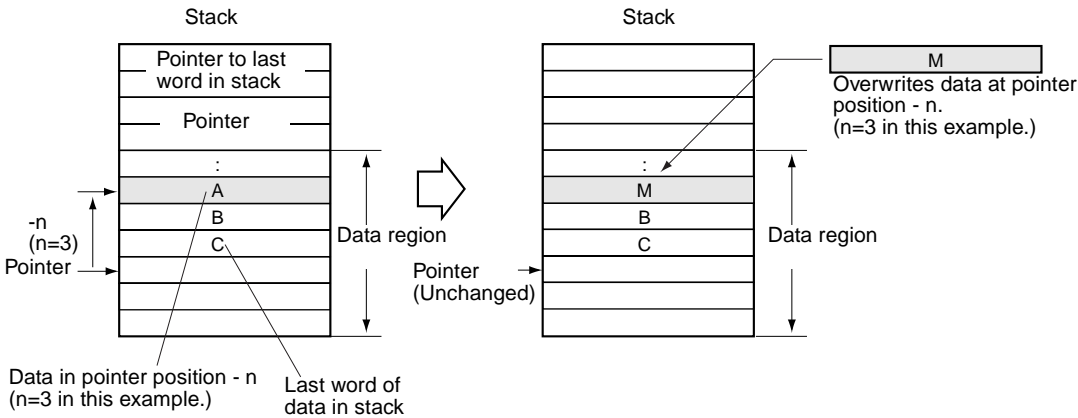 Stack
Pointer to last
word in stack
Pointer
:
A
B
C
-n
(n=3)
Pointer
Data region
Data in pointer position - n
(n=3 in this example.)
Last word of
data in stack
Stack
:
M
B
C
Pointer
(Unchanged)
Data region
M
Overwrites data at pointer
position - n.
(n=3 in this example.)